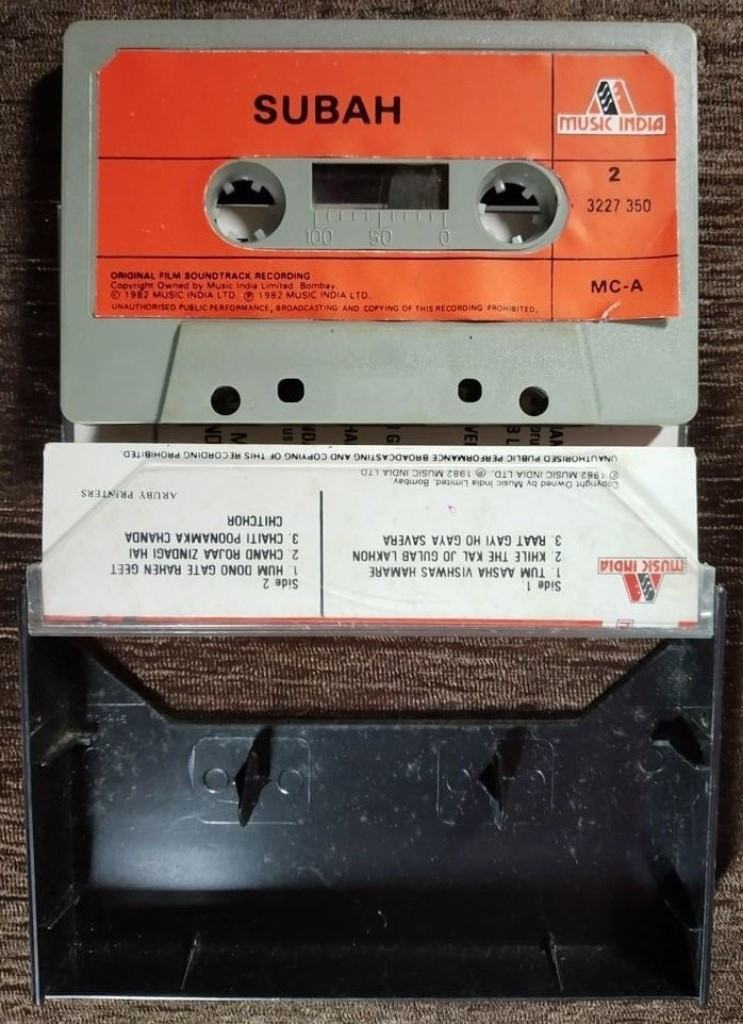 SUBAH
MUSIC INDIA
2
3227 350
100 50 0
ORIGINAL FILM SOUNDTRACK RECORDING
Copyright Owned by Music India Limited. Bombay.
© 1982 MUSIC INDIA LTD. ℗ 1982 MUSIC INDIA LTD.
UNAUTHORISED PUBLIC PERFORMANCE, BROADCASTING AND COPYING OF THIS RECORDING PROHIBITED.
MC-A
MUSIC INDIA
Side 1.
1. TUM AASHA VISHWAS HAMARE
2. KHILE THE KAL JO GULAB LAKHON
3. RAAT GAYI HO GAYA SAVERA
Side 2
1. HUM DONO GATE RAHEN GEET
2. CHAND ROJAA ZINDAGI HAI
3. CHAITI POONAMKA CHANDA
CHITCHOR
ARUBY PRINTERS
Copyright Owned by Music India Limited, Bombay.
© 1982 MUSIC INDIA LTD. ℗ 1982 MUSIC INDIA LTD
UNAUTHORISED PUBLIC PERFORMANCE BROADCASTING AND COPYING OF THIS RECORDING PROHIBITED